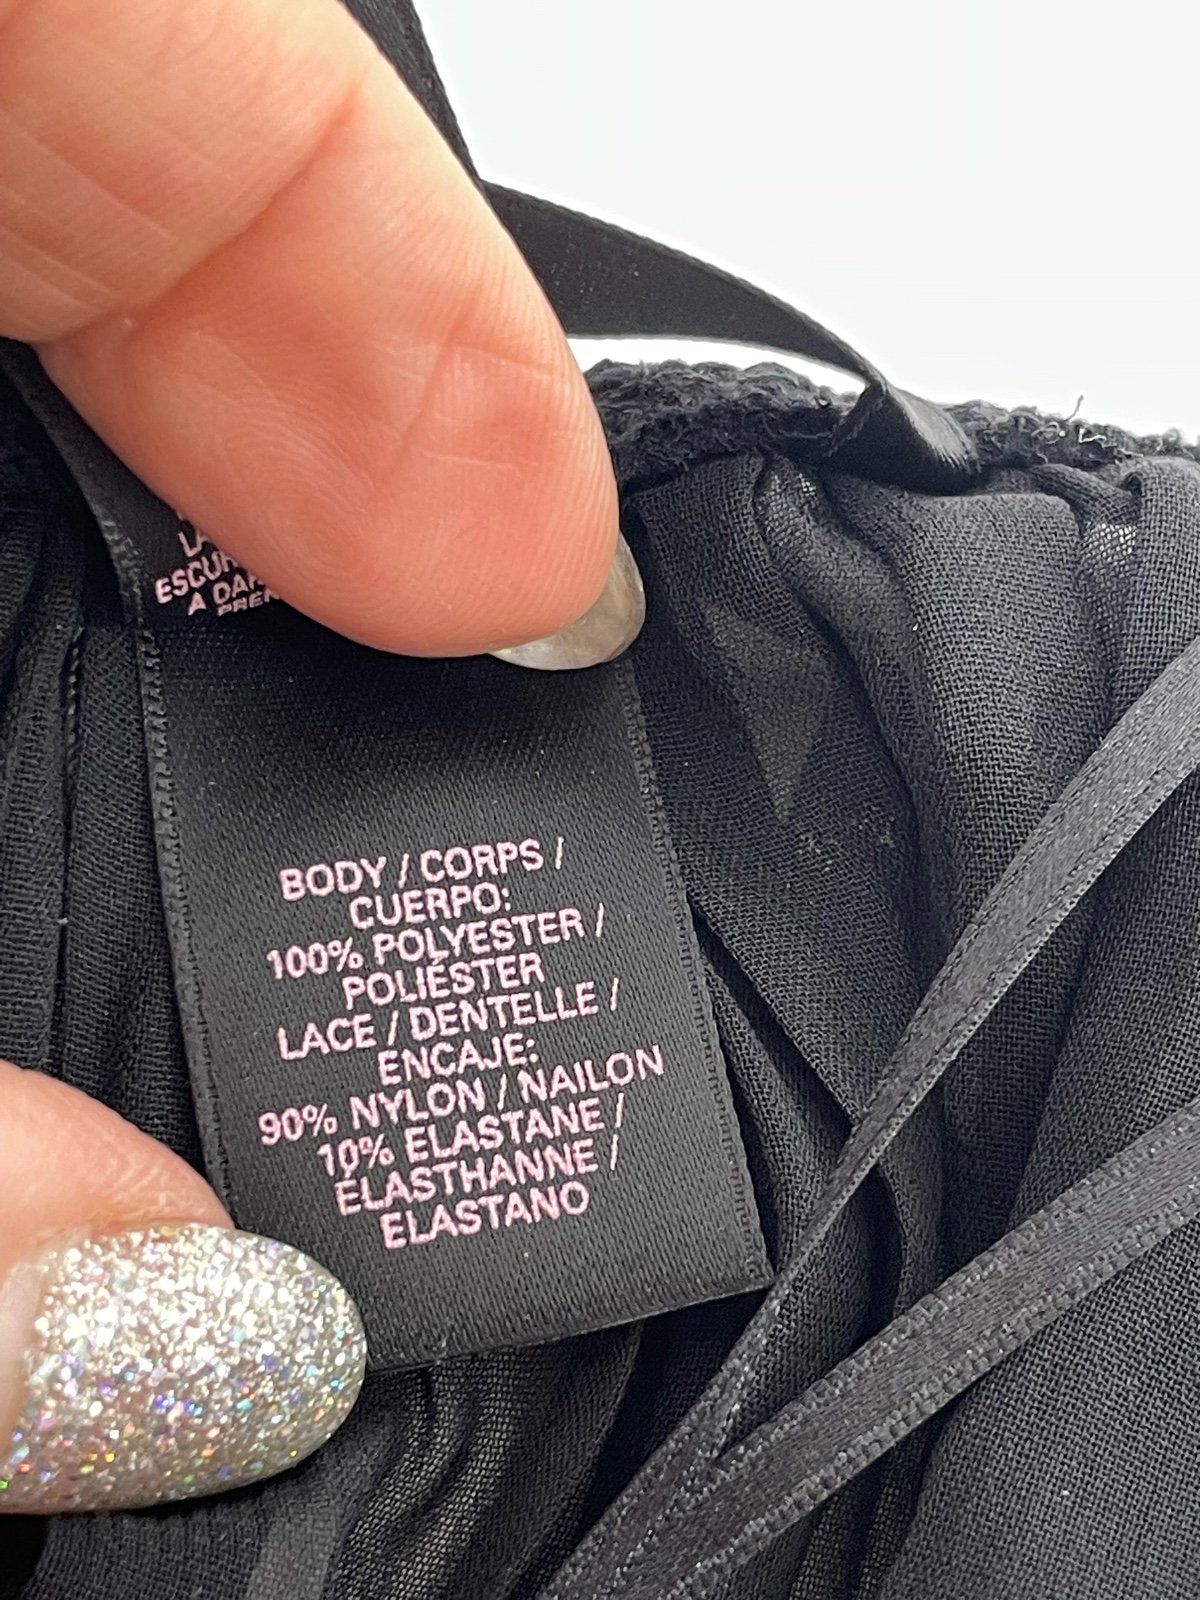 BODY / CORPS /
CUERPO:
100% POLYESTER /
POLIÉSTER
LACE / DENTELLE /
ENCAJE:
90% NYLON / NAILON
10% ELASTANE /
ÉLASTHANNE /
ELASTANO